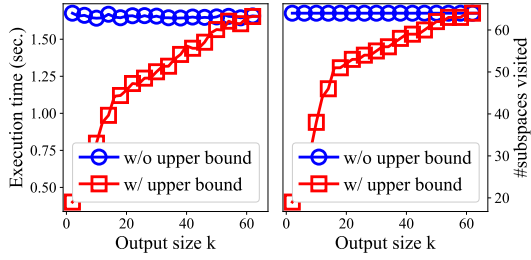 Execution time (sec.)
1.50
1.25
1.00
0.75
0.50
w/o upper bound
w/ upper bound
0
20
40
60
Output size k
w/o upper bound
w/ upper bound
0
20
40
60
Output size k
60
50
40
30
20
#subspaces visited